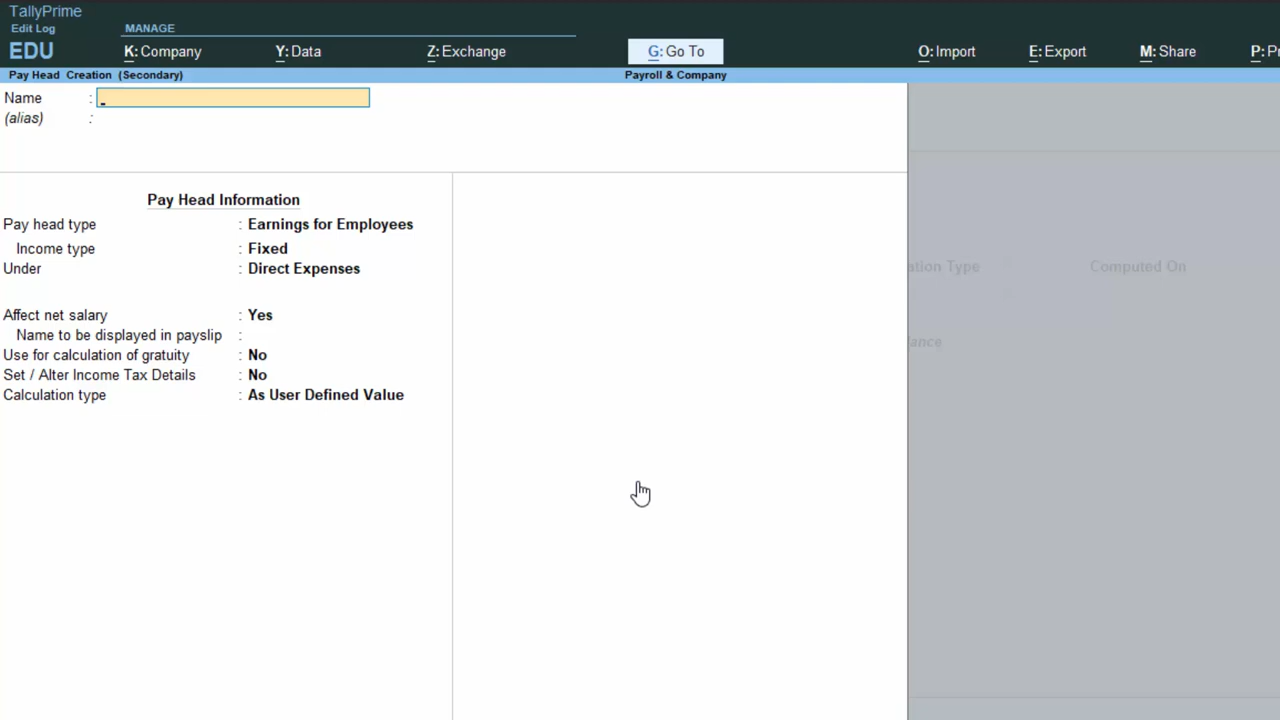 TallyPrime
Edit Log
MANAGE
EDU
K: Company
Y: Data
Z: Exchange
G: Go To
O: Import
E: Export
M: Share
Pay Head Creation (Secondary)
Payroll & Company
Name :
(alias) :
Pay Head Information
Pay head type : Earnings for Employees
Income type : Fixed
Under : Direct Expenses
Computed On
Affect net salary : Yes
Name to be displayed in payslip :
Use for calculation of gratuity : No
Set / Alter Income Tax Details : No
Calculation type : As User Defined Value